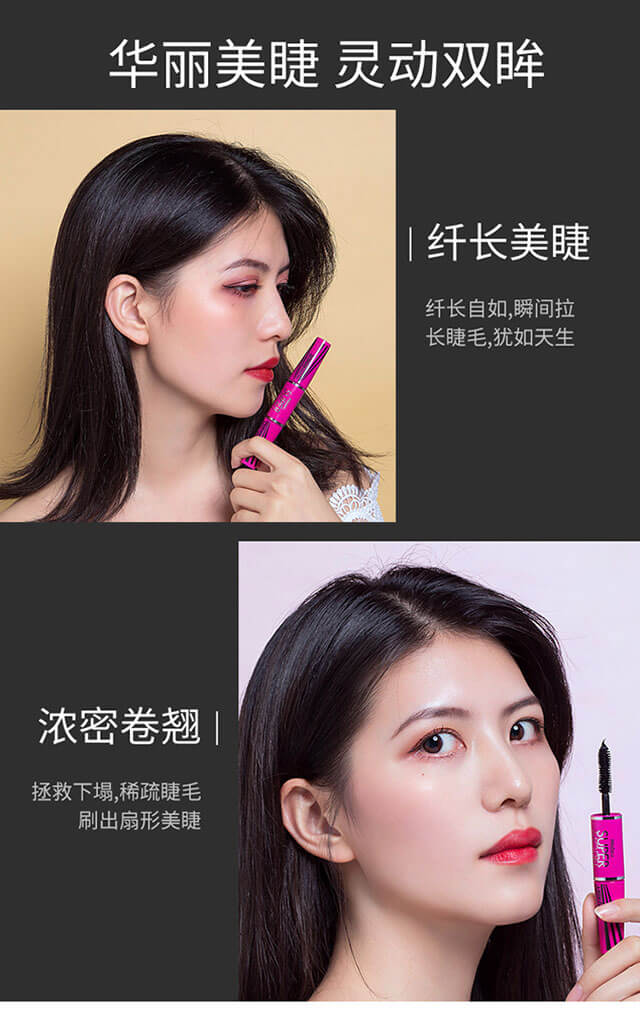 华丽美睫 灵动双眸
纤长美睫
纤长自如,瞬间拉
长睫毛,犹如天生
浓密卷翘
拯救下塌,稀疏睫毛
刷出扇形美睫
SUPER